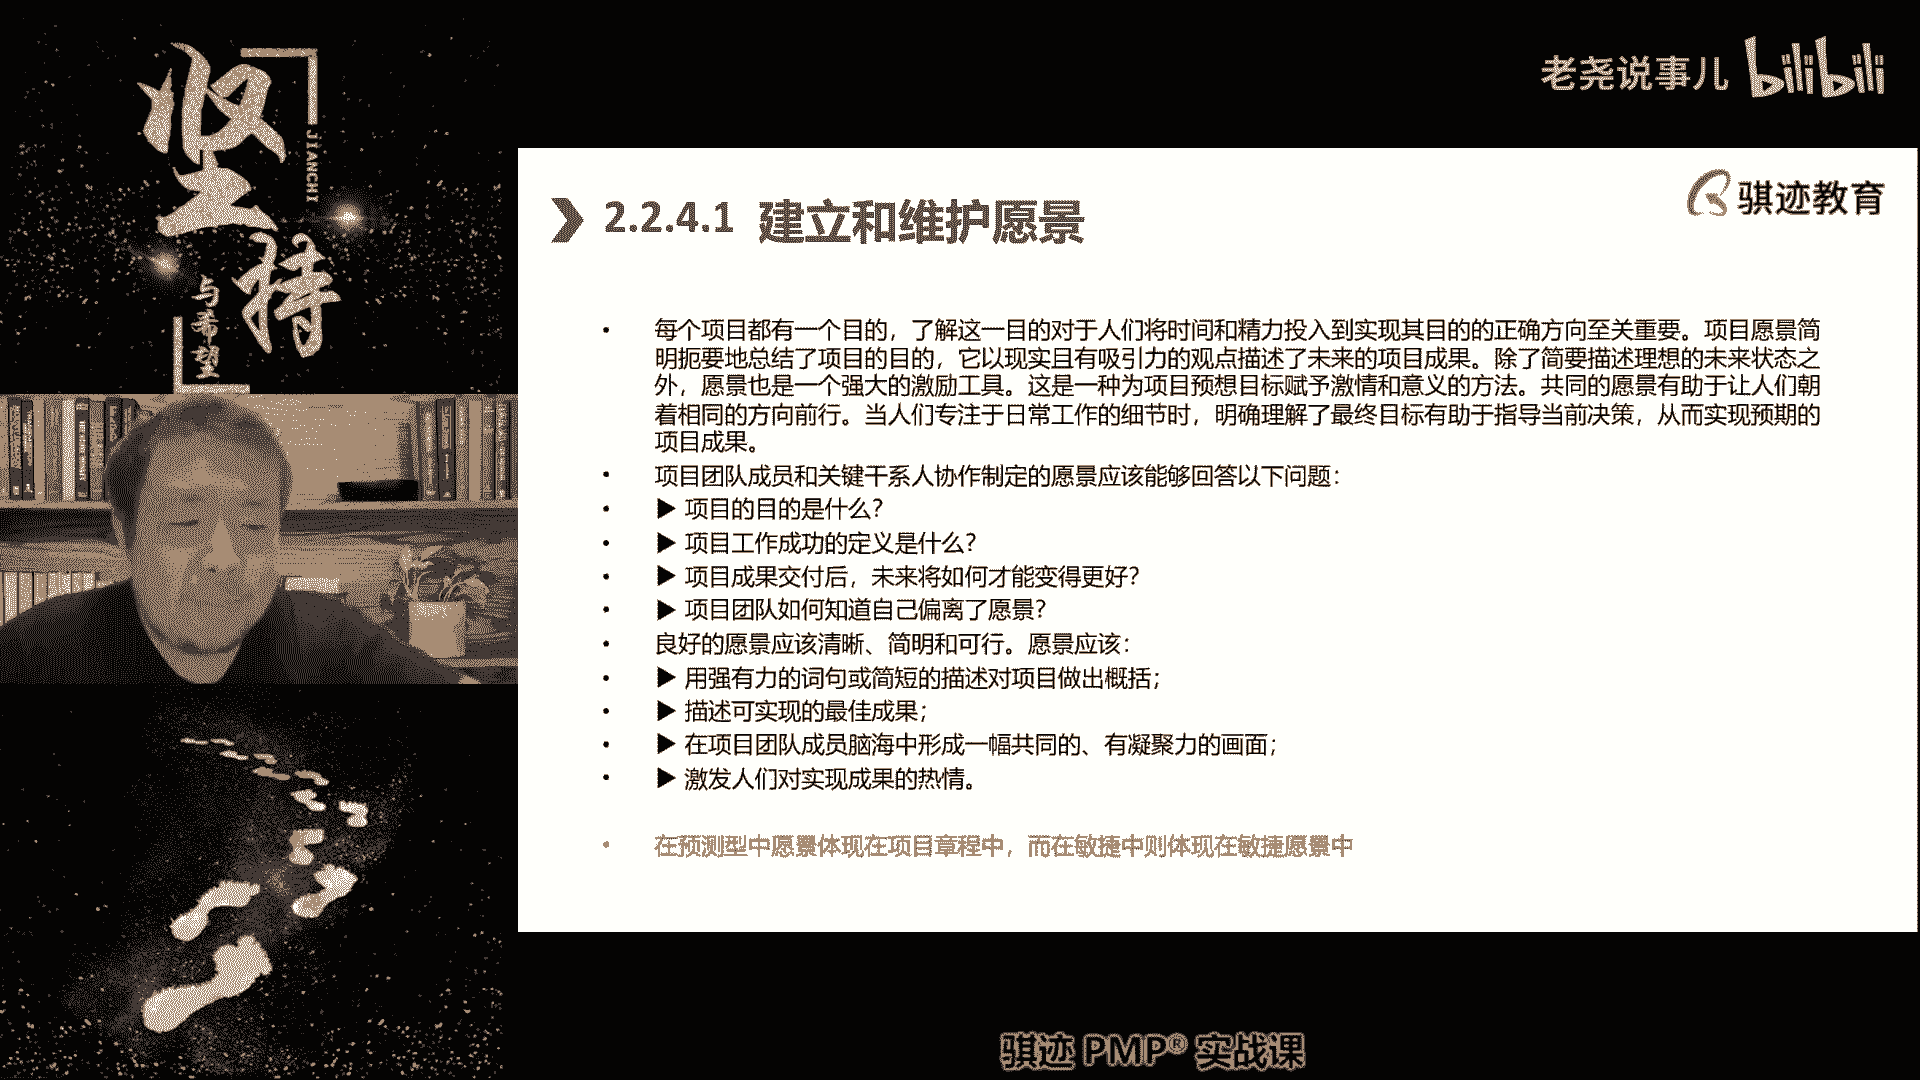 坚持
JIANCHI
与希望
老尧说事儿 bilibili
骐迹教育
2.2.4.1 建立和维护愿景
• 每个项目都有一个目的，了解这一目的对于人们将时间和精力投入到实现其目的的正确方向至关重要。项目愿景简
明扼要地总结了项目的目的，它以现实且有吸引力的观点描述了未来的项目成果。除了简要描述理想的未来状态之
外，愿景也是一个强大的激励工具。这是一种为项目预想目标赋予激情和意义的方法。共同的愿景有助于让人们朝
着相同的方向前行。当人们专注于日常工作的细节时，明确理解了最终目标有助于指导当前决策，从而实现预期的
项目成果。
• 项目团队成员和关键干系人协作制定的愿景应该能够回答以下问题：
• ▶ 项目的目的是什么？
• ▶ 项目工作成功的定义是什么？
• ▶ 项目成果交付后，未来将如何才能变得更好？
• ▶ 项目团队如何知道自己偏离了愿景？
• 良好的愿景应该清晰、简明和可行。愿景应该：
• ▶ 用强有力的词句或简短的描述对项目做出概括；
• ▶ 描述可实现的最佳成果；
• ▶ 在项目团队成员脑海中形成一幅共同的、有凝聚力的画面；
• ▶ 激发人们对实现成果的热情。
• 在预测型中愿景体现在项目章程中，而在敏捷中则体现在敏捷愿景中
骐迹 PMP® 实战课